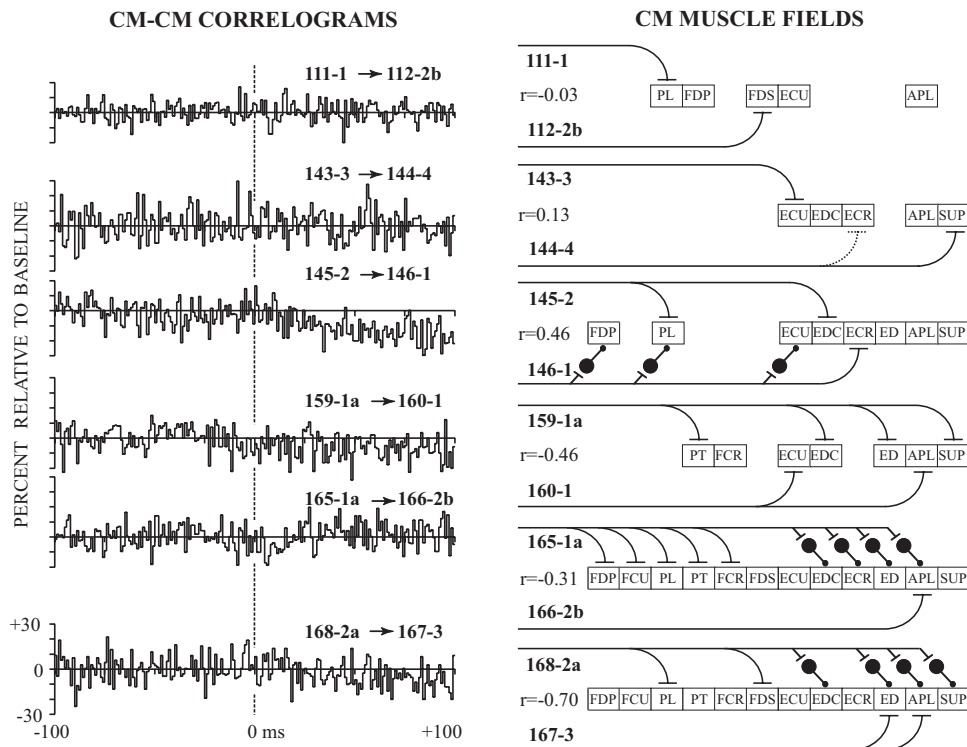 CM-CM CORRELOGRAMS
PERCENT RELATIVE TO BASELINE
111-1 → 112-2b
143-3 → 144-4
145-2 → 146-1
159-1a → 160-1
165-1a → 166-2b
168-2a → 167-3
+30
0
-30
-100 0 ms +100
CM MUSCLE FIELDS
111-1
r=-0.03 PL FDP FDS ECU APL
112-2b
143-3
r=0.13 ECU EDC ECR APL SUP
144-4
145-2
r=0.46 FDP PL ECU EDC ECR ED APL SUP
146-1
159-1a
r=-0.46 PT FCR ECU EDC ED APL SUP
160-1
165-1a
r=-0.31 FDP FCU PL PT FCR FDS ECU EDC ECR ED APL SUP
166-2b
168-2a
r=-0.70 FDP FCU PL PT FCR FDS ECU EDC ECR ED APL SUP
167-3